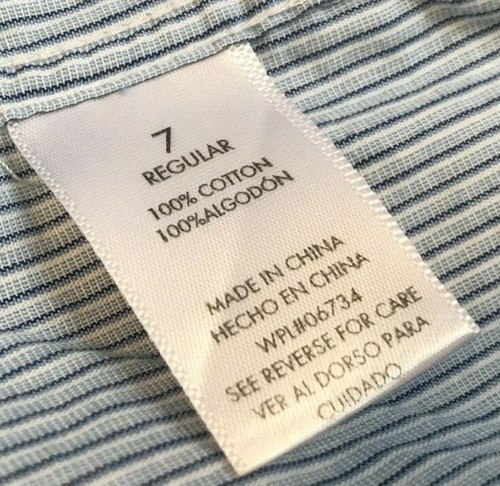 7
REGULAR
100% COTTON
100%ALGODÓN
MADE IN CHINA
HECHO EN CHINA
WPL#06734
SEE REVERSE FOR CARE
VER AL DORSO PARA
CUIDADO